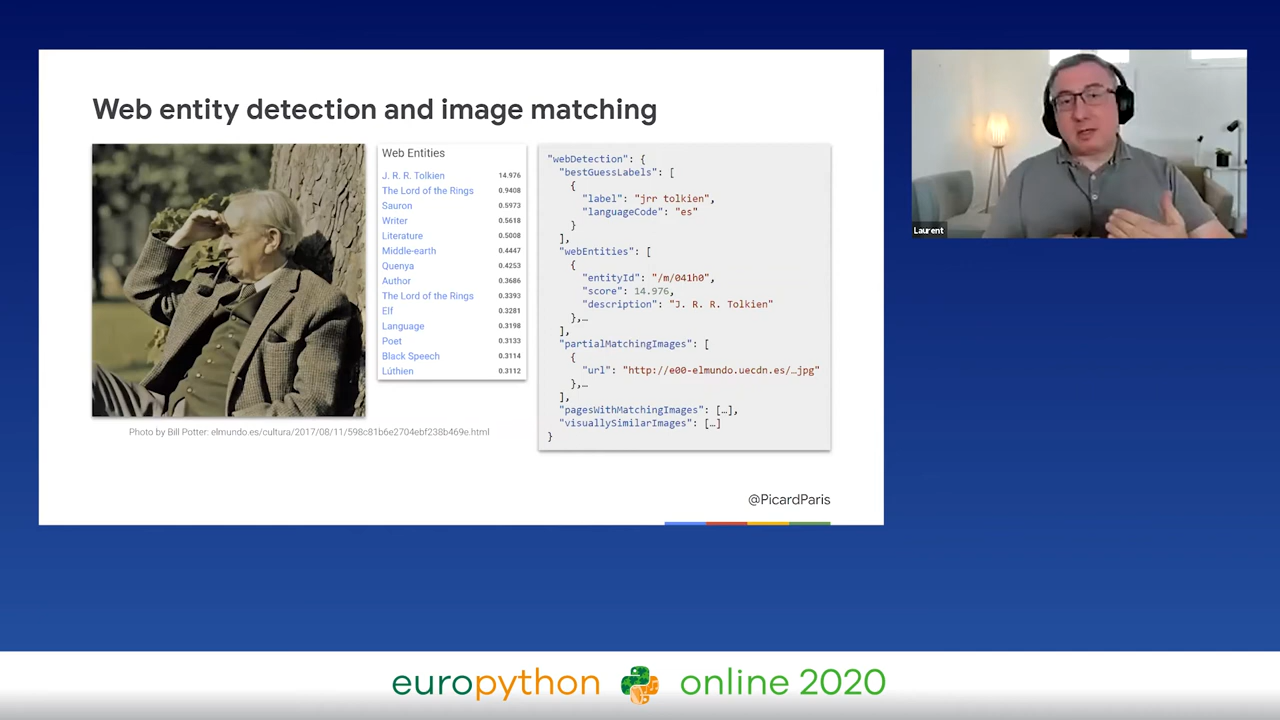 Web entity detection and image matching
Web Entities
J. R. R. Tolkien 14.976
The Lord of the Rings 0.9408
Sauron 0.5973
Writer 0.5618
Literature 0.5008
Middle-earth 0.4447
Quenya 0.4253
Author 0.3686
The Lord of the Rings 0.3393
Elf 0.3281
Language 0.3198
Poet 0.3133
Black Speech 0.3114
Lúthien 0.3112
"webDetection": {
"bestGuessLabels": [
{
"label": "jrr tolkien",
"languageCode": "es"
}
],
"webEntities": [
{
"entityId": "/m/041h0",
"score": 14.976,
"description": "J. R. R. Tolkien"
},…
],
"partialMatchingImages": [
{
"url": "http://e00-elmundo.uecdn.es/…jpg"
},…
],
"pagesWithMatchingImages": […],
"visuallySimilarImages": […]
}
Photo by Bill Potter: elmundo.es/cultura/2017/08/11/598c81b6e2704ebf238b469e.html
@PicardParis
Laurent
europython online 2020